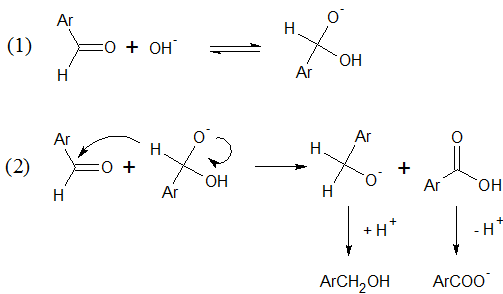 Ar
O⁻
H
(1)
O + OH⁻
OH
H
Ar
Ar
O⁻
Ar
O
H
H
(2)
O +
OH
O⁻
+
Ar
OH
H
Ar
H
+ H⁺
- H⁺
ArCH₂OH
ArCOO⁻